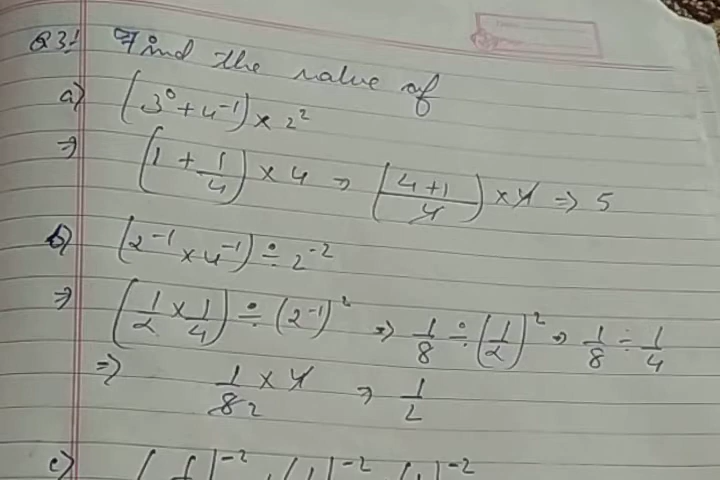 Q3: Find the value of
a) (3⁰ + 4⁻¹) × 2²
⇒ (1 + 1/4) × 4 ⇒ (4+1/4) × 4 ⇒ 5
b) (2⁻¹ × 4⁻¹) ÷ 2⁻²
⇒ (1/2 × 1/4) ÷ (2⁻¹)² ⇒ 1/8 ÷ (1/2)² ⇒ 1/8 ÷ 1/4
⇒ 1/8 2 × 4 ⇒ 1/2
c)